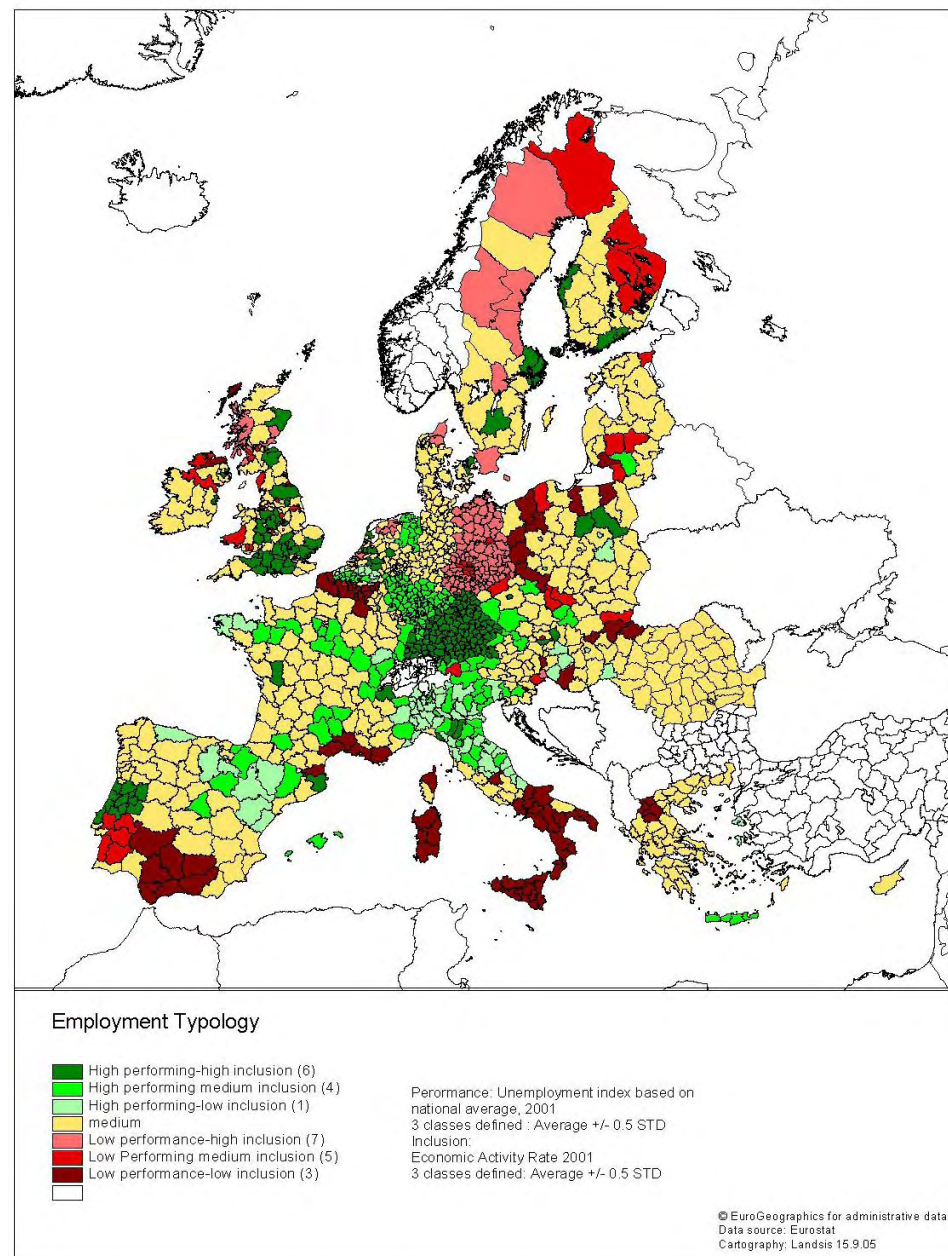 Employment Typology
High performing-high inclusion (6)
High performing medium inclusion (4)
High performing-low inclusion (1)
medium
Low performance-high inclusion (7)
Low Performing medium inclusion (5)
Low performance-low inclusion (3)
Perormance: Unemployment index based on
national average, 2001
3 classes defined : Average +/- 0.5 STD
Inclusion:
Economic Activity Rate 2001
3 classes defined: Average +/- 0.5 STD
© EuroGeographics for administrative data
Data source: Eurostat
Cartography: Landsis 15.9.05